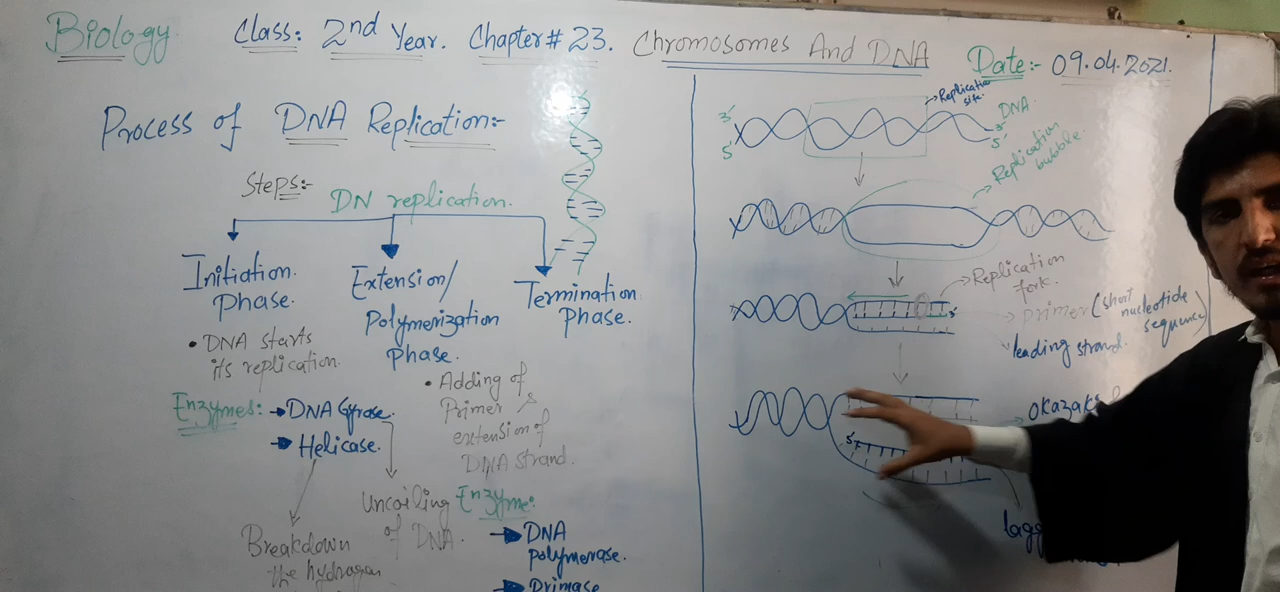 Biology Class: 2nd Year. Chapter# 23. Chromosomes And DNA
Date:- 09.04.2021.
Process of DNA Replication:-
Steps:-
DN replication.
Initiation
Phase.
• DNA starts
its replication.
Enzymes: → DNA Gyrase.
→ Helicase.
Breakdown
the hydrogen
Uncoiling
of DNA.
Extension/
Polymerization
Phase.
• Adding of
Primer &
extension of
DNA strand.
Enzyme:
→ DNA
polymerase.
→ Primase
Termination
Phase.
Replication
site.
3'
5'
DNA
3'
5'
Replication
bubble.
Replication
fork.
primer (short
nucleotide
sequence)
3'
leading strand.
5'